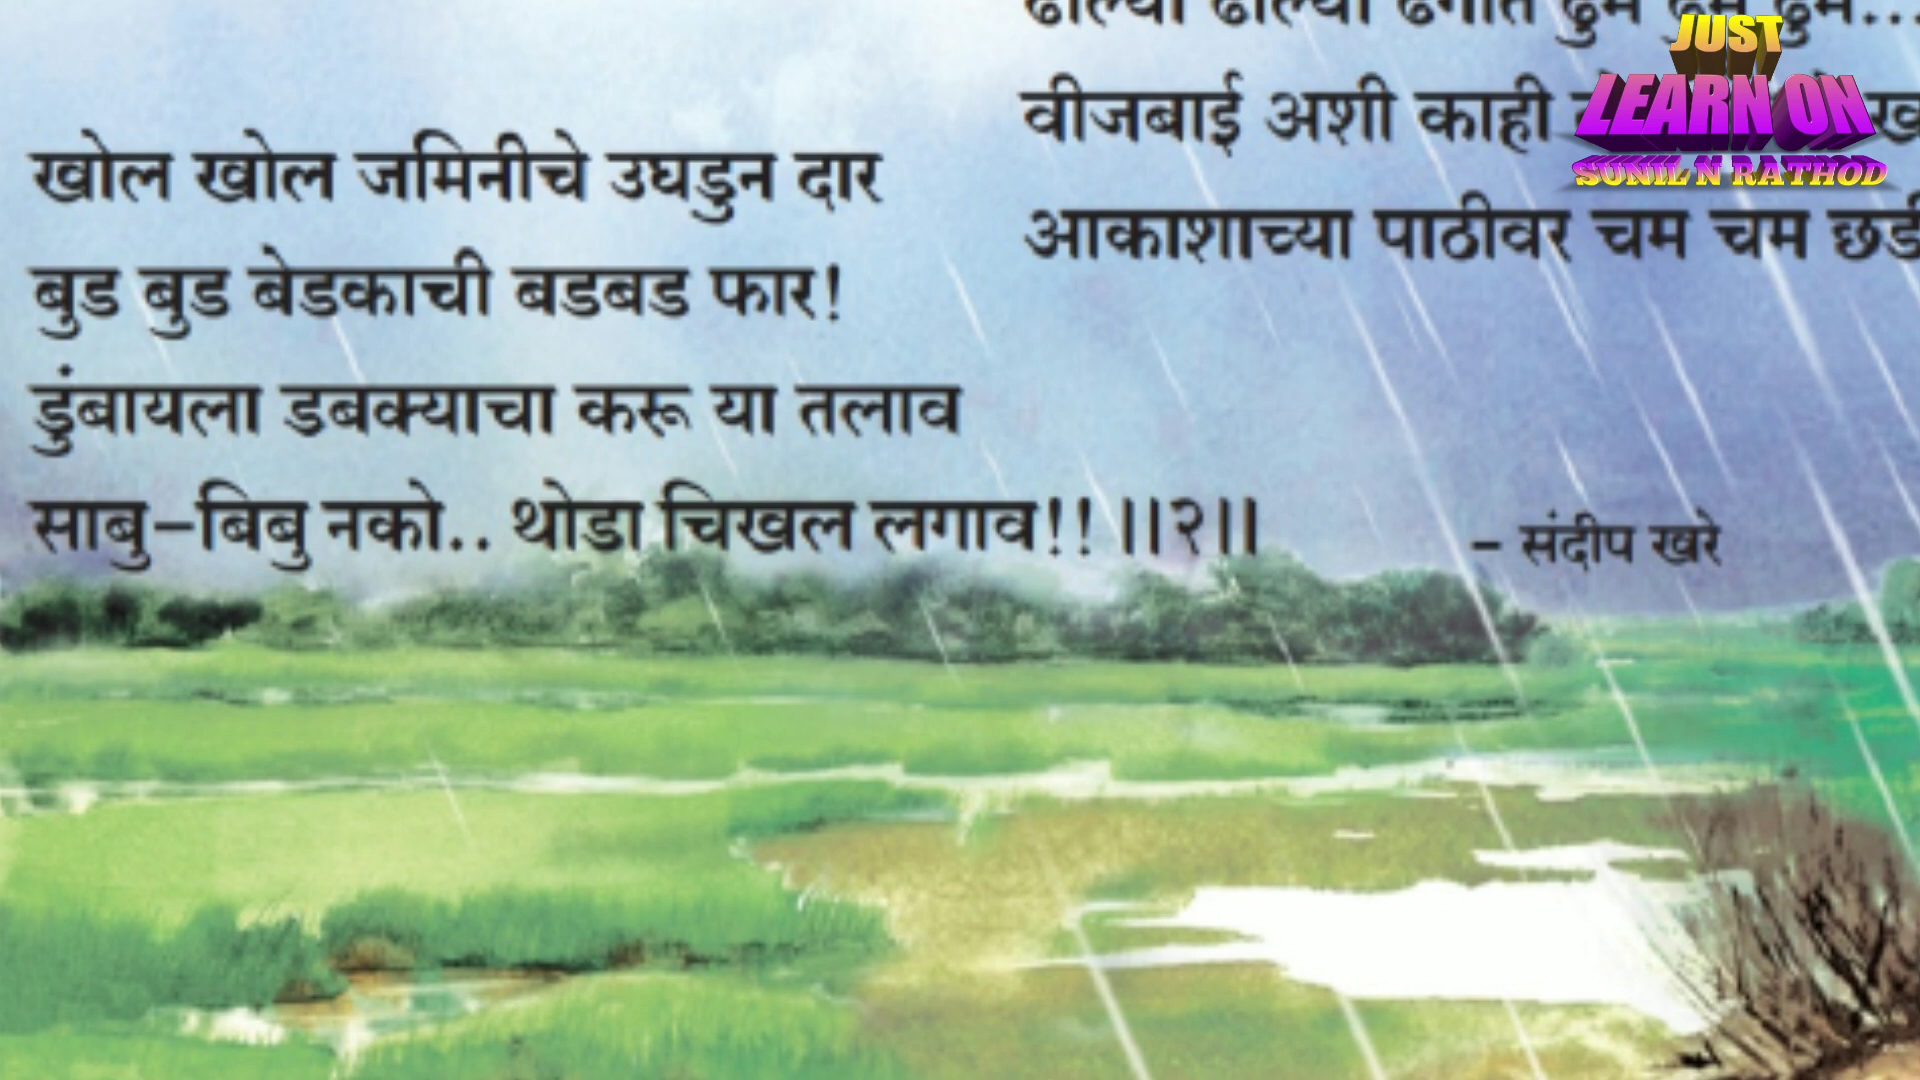 खोल खोल जमिनीचे उघडुन दार
बुड बुड बेडकाची बडबड फार!
डुंबायला डबक्याचा करू या तलाव
साबु-बिबु नको.. थोडा चिखल लगाव!! ||२||
वीजबाई अशी काही
आकाशाच्या पाठीवर चम चम छडी
- संदीप खरे
JUST
LEARN ON
SUNIL N RATHOD